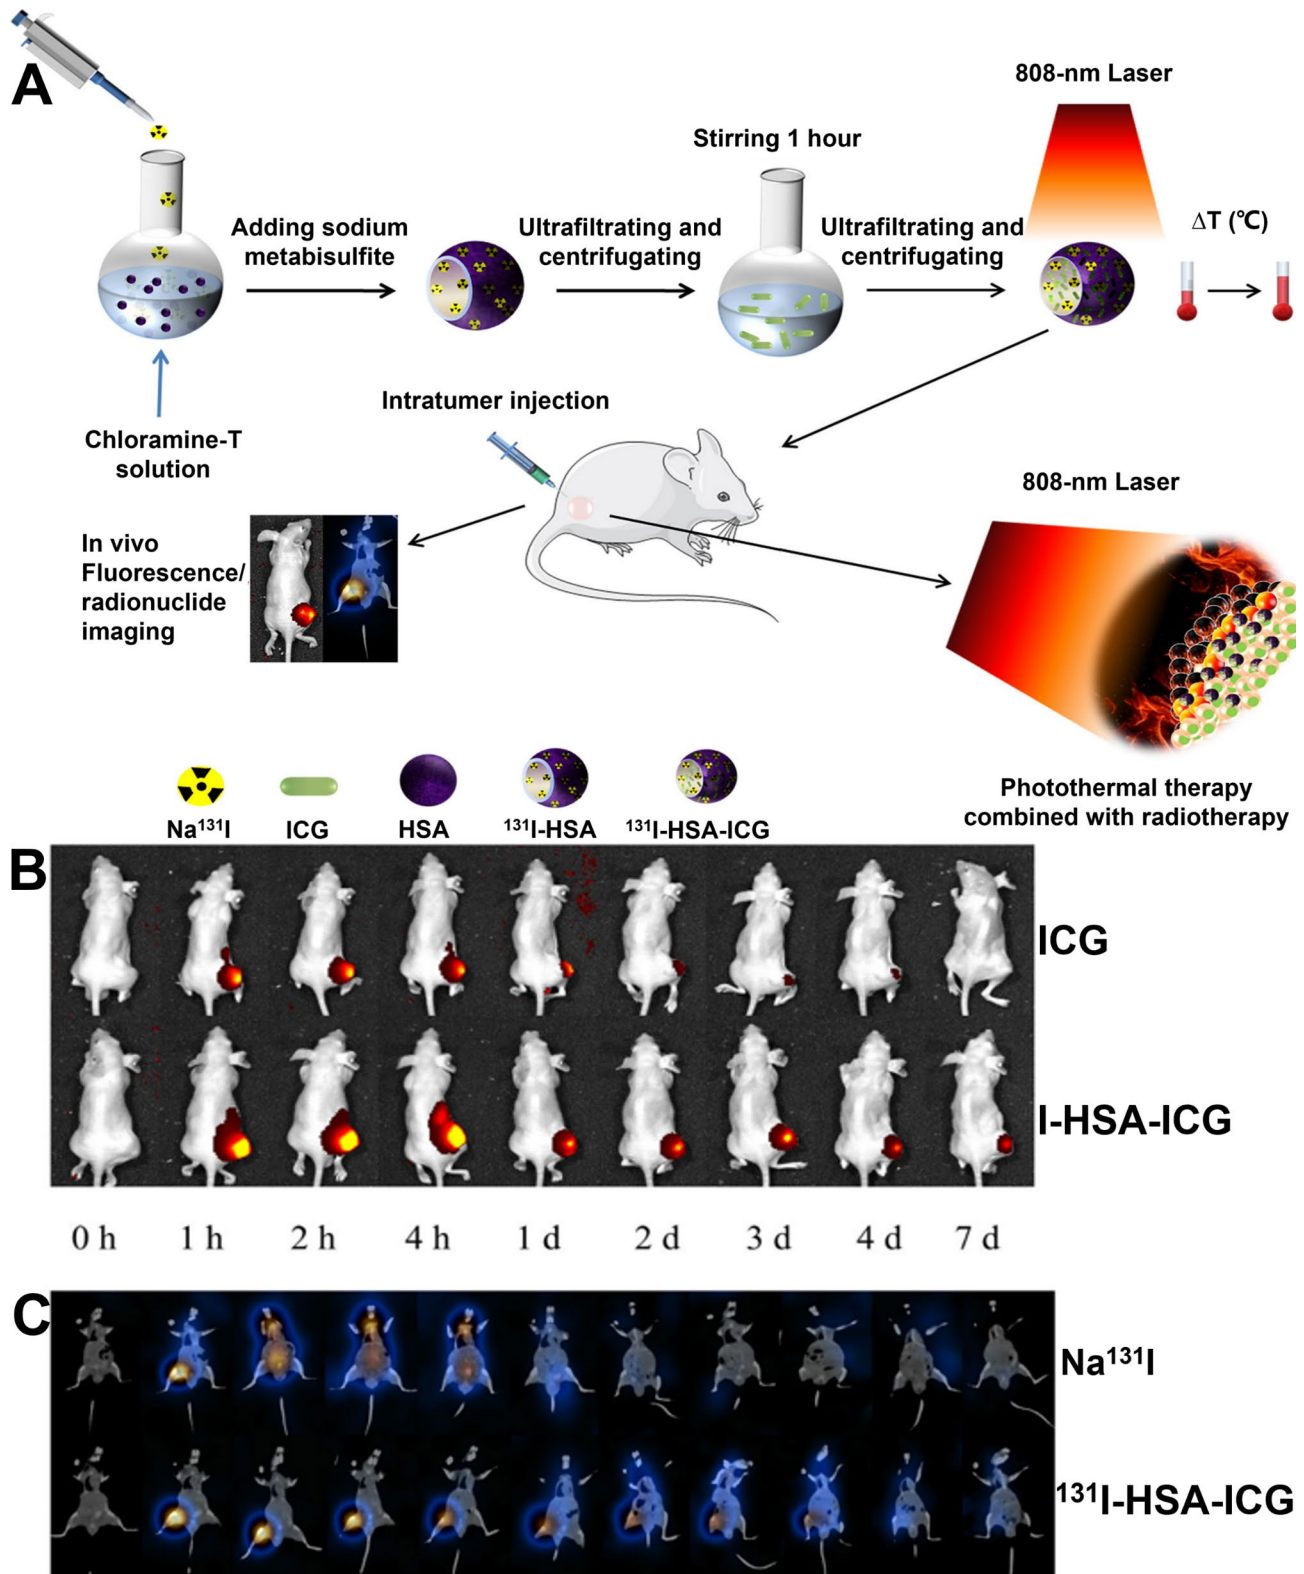 A
808-nm Laser
Stirring 1 hour
ΔT (℃)
Adding sodium
metabisulfite
Ultrafiltrating and
centrifugating
Ultrafiltrating and
centrifugating
Chloramine-T
solution
Intratumer injection
808-nm Laser
In vivo
Fluorescence/
radionuclide
imaging
Photothermal therapy
combined with radiotherapy
Na¹³¹I
ICG
HSA
¹³¹I-HSA
¹³¹I-HSA-ICG
B
ICG
I-HSA-ICG
0 h 1 h 2 h 4 h 1 d 2 d 3 d 4 d 7 d
C
Na¹³¹I
¹³¹I-HSA-ICG